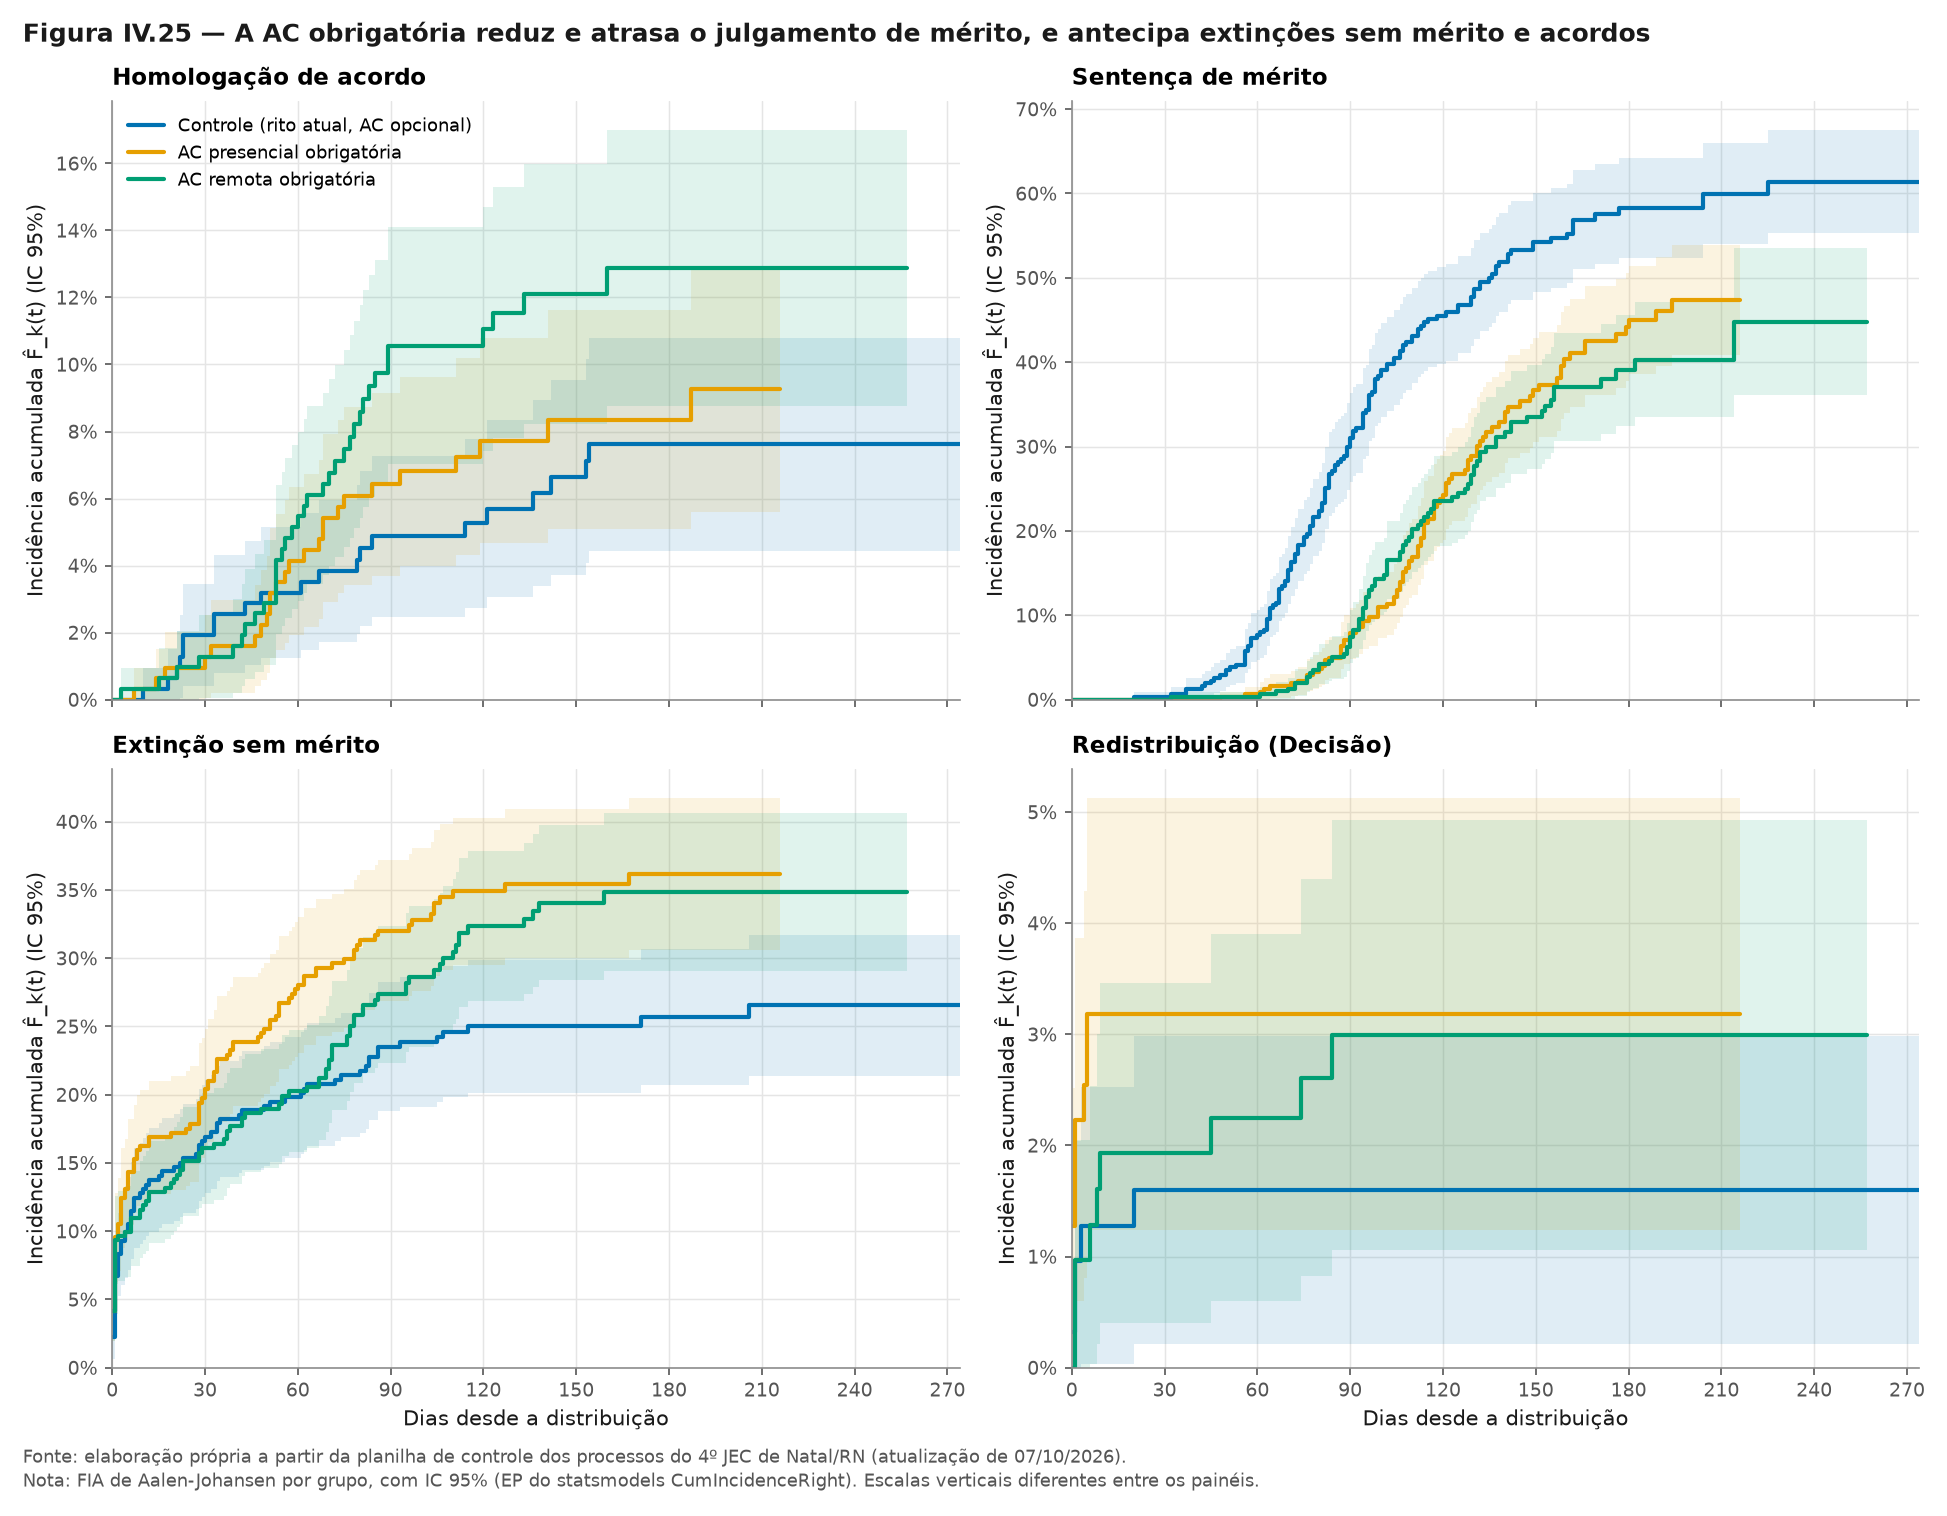 Figura IV.25 — A AC obrigatória reduz e atrasa o julgamento de mérito, e antecipa extinções sem mérito e acordos
Homologação de acordo
Controle (rito atual, AC opcional)
AC presencial obrigatória
AC remota obrigatória
Incidência acumulada F̂_k(t) (IC 95%)
16%
14%
12%
10%
8%
6%
4%
2%
0%
Sentença de mérito
Incidência acumulada F̂_k(t) (IC 95%)
70%
60%
50%
40%
30%
20%
10%
0%
Extinção sem mérito
Incidência acumulada F̂_k(t) (IC 95%)
40%
35%
30%
25%
20%
15%
10%
5%
0%
0 30 60 90 120 150 180 210 240 270
Dias desde a distribuição
Redistribuição (Decisão)
Incidência acumulada F̂_k(t) (IC 95%)
5%
4%
3%
2%
1%
0%
0 30 60 90 120 150 180 210 240 270
Dias desde a distribuição
Fonte: elaboração própria a partir da planilha de controle dos processos do 4º JEC de Natal/RN (atualização de 07/10/2026).
Nota: FIA de Aalen-Johansen por grupo, com IC 95% (EP do statsmodels CumIncidenceRight). Escalas verticais diferentes entre os painéis.